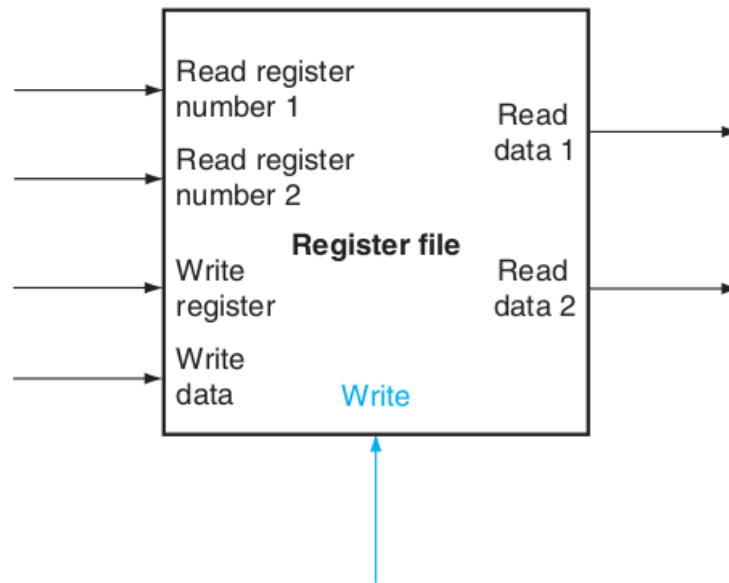 Read register
number 1
Read
data 1
Read register
number 2
Register file
Write
register
Read
data 2
Write
data
Write